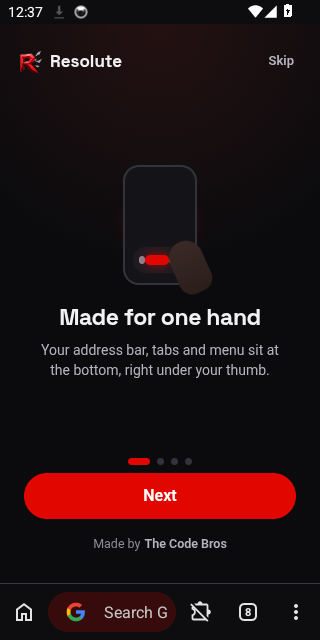 12:37
Resolute
Skip
Made for one hand
Your address bar, tabs and menu sit at
the bottom, right under your thumb.
Next
Made by The Code Bros
Search G
8